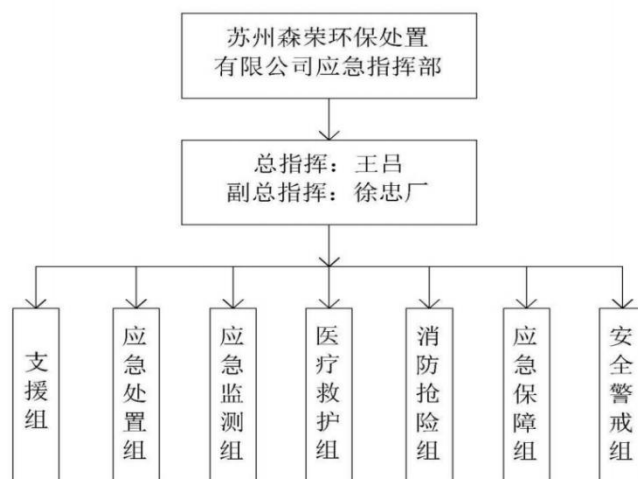 苏州森荣环保处置
有限公司应急指挥部
总指挥：王吕
副总指挥：徐忠厂
支援组
应急处置组
应急监测组
医疗救护组
消防抢险组
应急保障组
安全警戒组